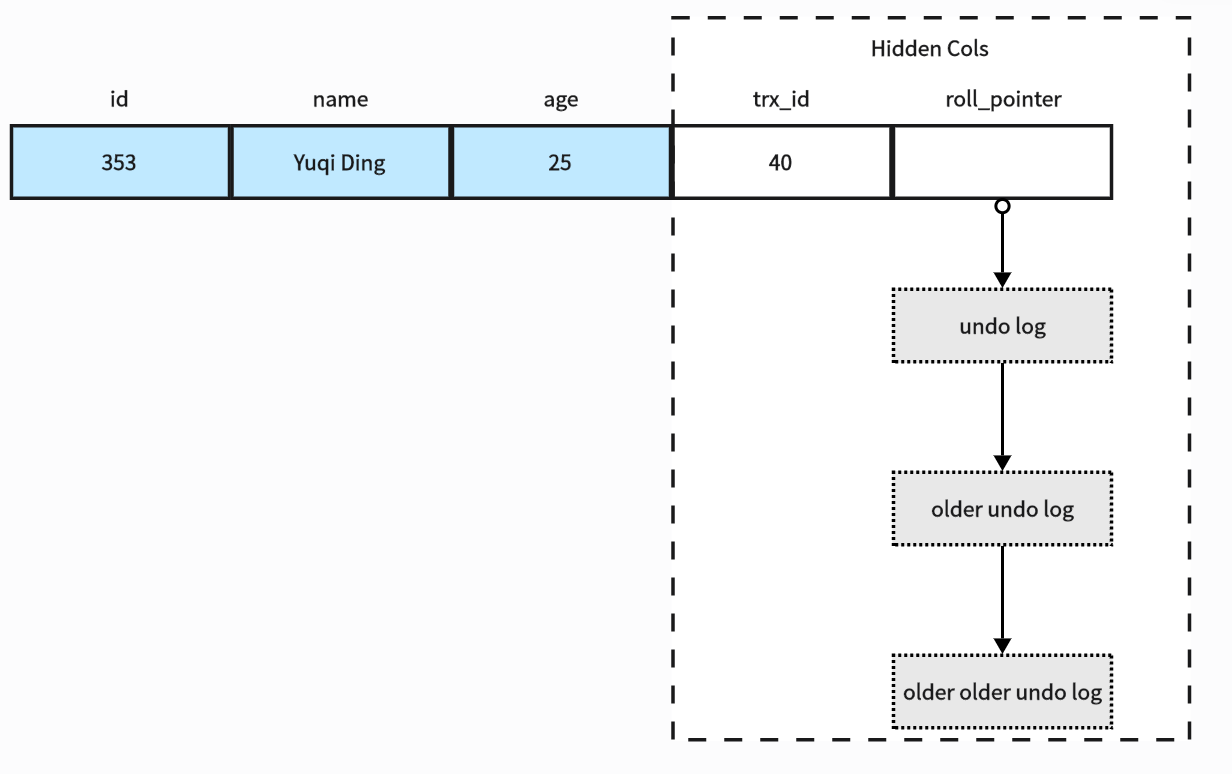 Hidden Cols
id
name
age
trx_id
roll_pointer
353
Yuqi Ding
25
40
undo log
older undo log
older older undo log